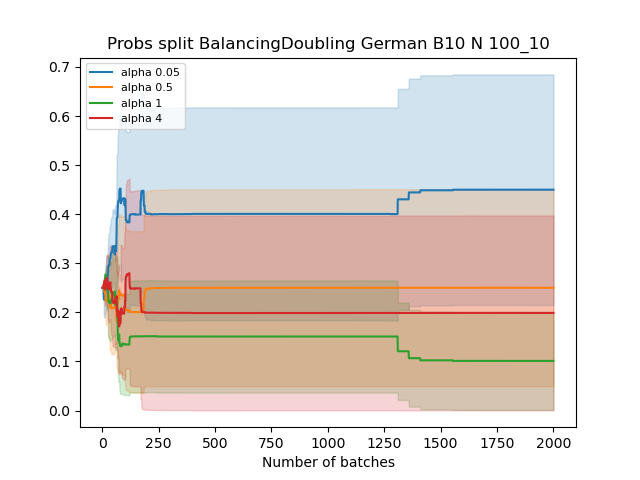 Probs split BalancingDoubling German B10 N 100_10
alpha 0.05
alpha 0.5
alpha 1
alpha 4
0.7
0.6
0.5
0.4
0.3
0.2
0.1
0.0
0 250 500 750 1000 1250 1500 1750 2000
Number of batches